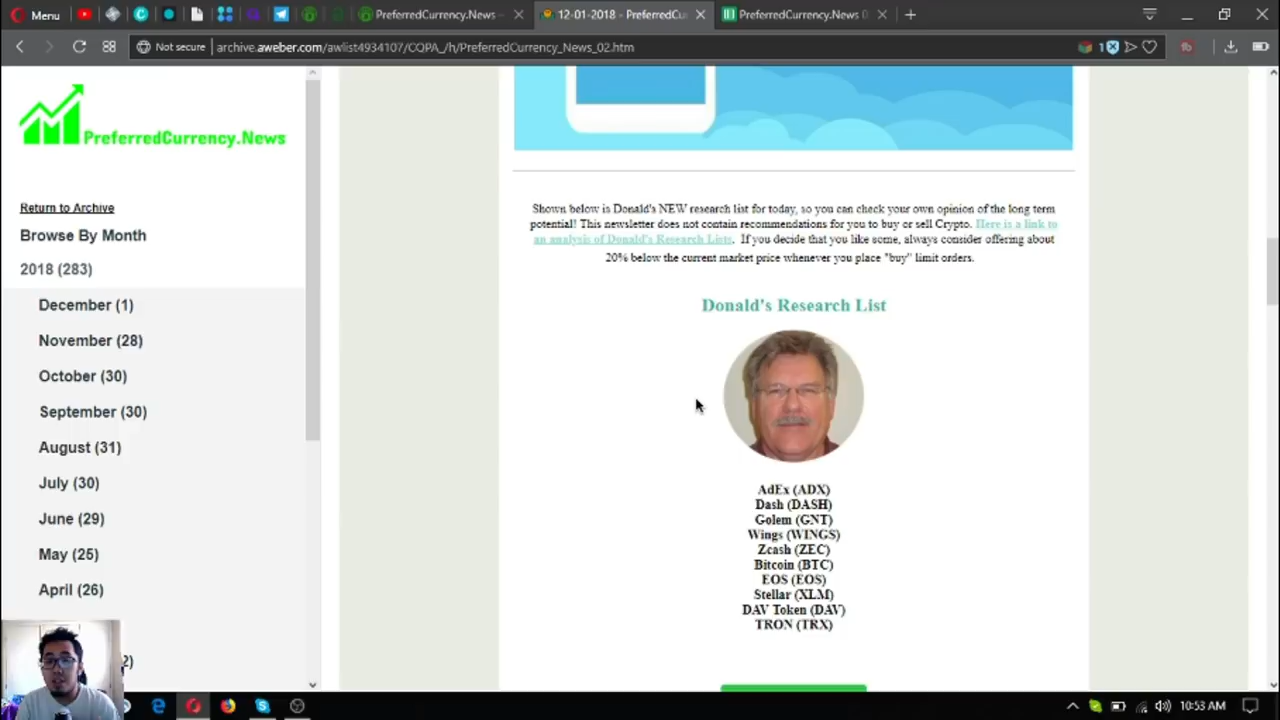 Menu
PreferredCurrency.News –
12-01-2018 - PreferredCu
PreferredCurrency.News
Not secure
archive.aweber.com/awlist4934107/CQPA_/h/PreferredCurrency_News_02.htm
1
PreferredCurrency.News
Return to Archive
Browse By Month
2018 (283)
December (1)
November (28)
October (30)
September (30)
August (31)
July (30)
June (29)
May (25)
April (26)
2)
Shown below is Donald's NEW research list for today, so you can check your own opinion of the long term
potential! This newsletter does not contain recommendations for you to buy or sell Crypto. Here is a link to
an analysis of Donald's Research Lists. If you decide that you like some, always consider offering about
20% below the current market price whenever you place "buy" limit orders.
Donald's Research List
AdEx (ADX)
Dash (DASH)
Golem (GNT)
Wings (WINGS)
Zcash (ZEC)
Bitcoin (BTC)
EOS (EOS)
Stellar (XLM)
DAV Token (DAV)
TRON (TRX)
10:53 AM